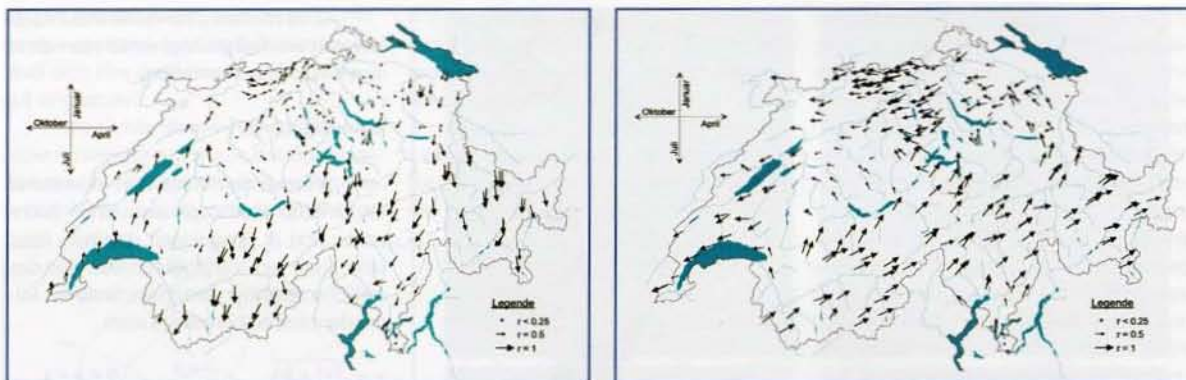 Januar
Oktober
April
Juli
Legende
r < 0.25
r = 0.5
r = 1
Januar
Oktober
April
Juli
Legende
r < 0.25
r = 0.5
r = 1